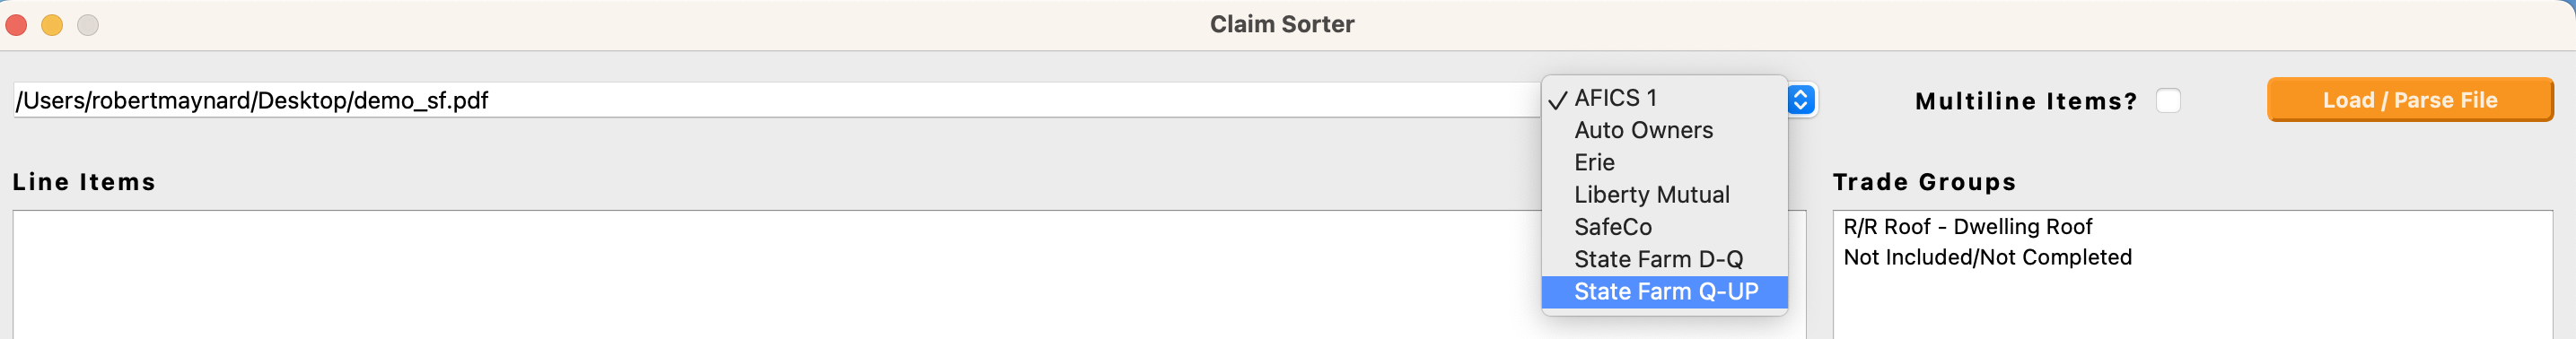 Claim Sorter
/Users/robertmaynard/Desktop/demo_sf.pdf
AFICS 1
Auto Owners
Erie
Liberty Mutual
SafeCo
State Farm D-Q
State Farm Q-UP
Multiline Items?
Load / Parse File
Line Items
Trade Groups
R/R Roof - Dwelling Roof
Not Included/Not Completed